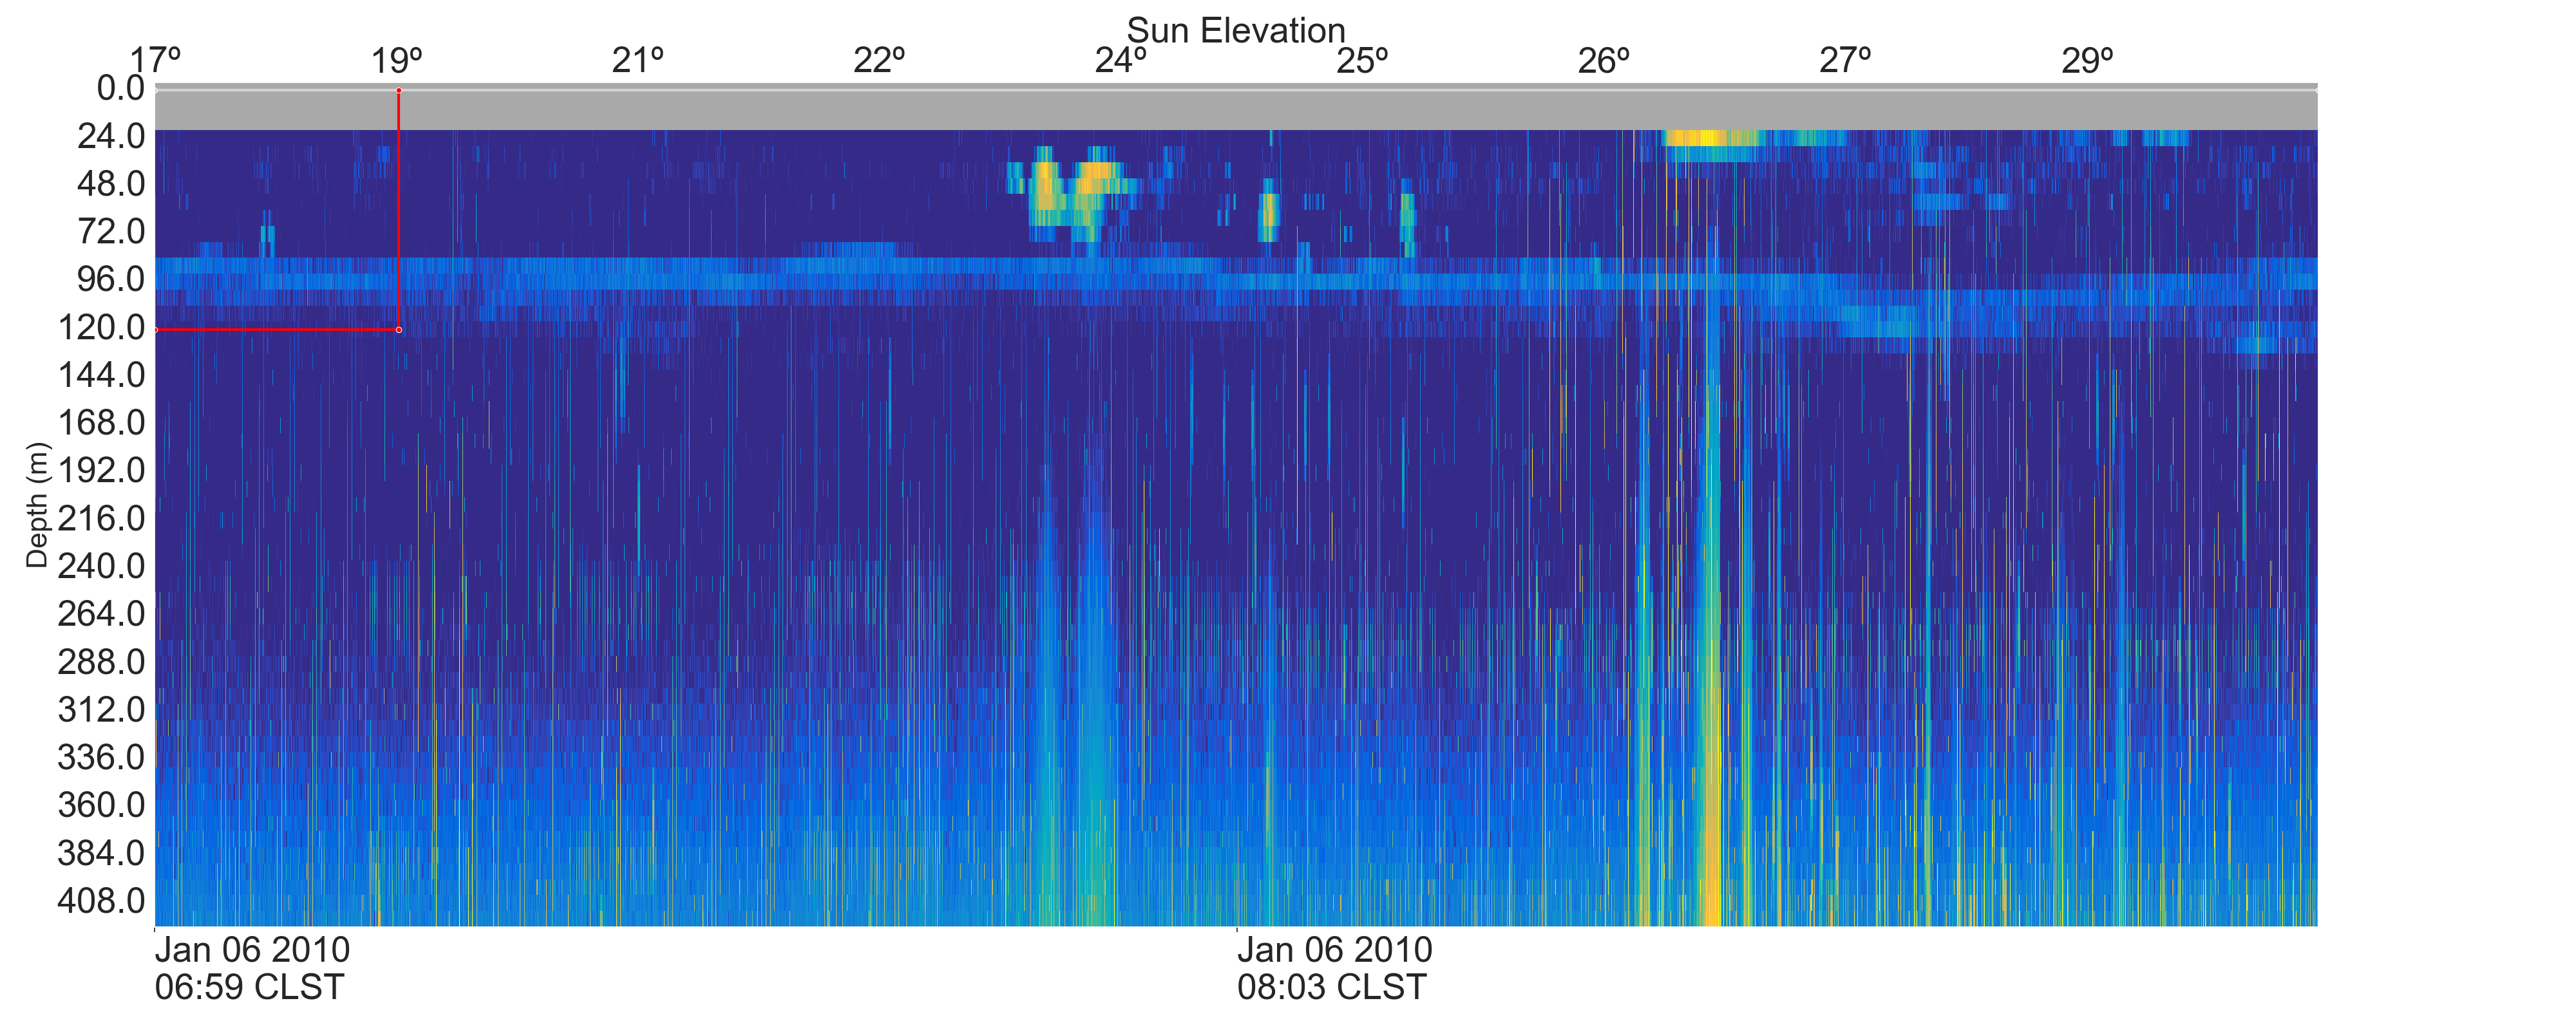 Sun Elevation
17º 19º 21º 22º 24º 25º 26º 27º 29º
0.0
24.0
48.0
72.0
96.0
120.0
144.0
168.0
192.0
216.0
240.0
264.0
288.0
312.0
336.0
360.0
384.0
408.0
Depth (m)
Jan 06 2010
06:59 CLST
Jan 06 2010
08:03 CLST